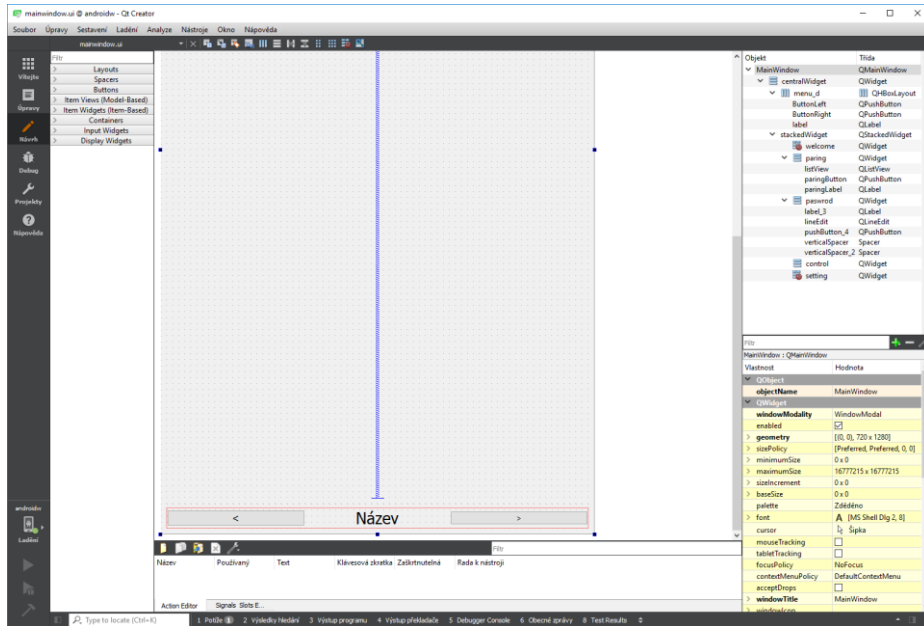 mainwindow.ui @ androidw - Qt Creator
Soubor Úpravy Sestavení Ladění Analyze Nástroje Okno Nápověda
mainwindow.ui
Vítejte
Úpravy
Návrh
Debug
Projekty
Nápověda
androidw
Ladění
Filtr
Layouts
Spacers
Buttons
Item Views (Model-Based)
Item Widgets (Item-Based)
Containers
Input Widgets
Display Widgets
< Název >
Filtr
Název Používaný Text Klávesová zkratka Zaškrtnutelná Rada k nástroji
Action Editor Signals Slots E...
Objekt Třída
MainWindow QMainWindow
centralWidget QWidget
menu_d QHBoxLayout
ButtonLeft QPushButton
ButtonRight QPushButton
label QLabel
stackedWidget QStackedWidget
welcome QWidget
paring QWidget
listView QListView
paringButton QPushButton
paringLabel QLabel
paswrod QWidget
label_3 QLabel
lineEdit QLineEdit
pushButton_4 QPushButton
verticalSpacer Spacer
verticalSpacer_2 Spacer
control QWidget
setting QWidget
Filtr
MainWindow : QMainWindow
Vlastnost Hodnota
QObject
objectName MainWindow
QWidget
windowModality WindowModal
enabled
geometry [(0, 0), 720 x 1280]
sizePolicy [Preferred, Preferred, 0, 0]
minimumSize 0 x 0
maximumSize 16777215 x 16777215
sizeIncrement 0 x 0
baseSize 0 x 0
palette Zděděno
font A [MS Shell Dlg 2, 8]
cursor Šipka
mouseTracking
tabletTracking
focusPolicy NoFocus
contextMenuPolicy DefaultContextMenu
acceptDrops
windowTitle MainWindow
windowIcon
Type to locate (Ctrl+K) 1 Potíže 1 2 Výsledky hledání 3 Výstup programu 4 Výstup překladače 5 Debugger Console 6 Obecné zprávy 8 Test Results